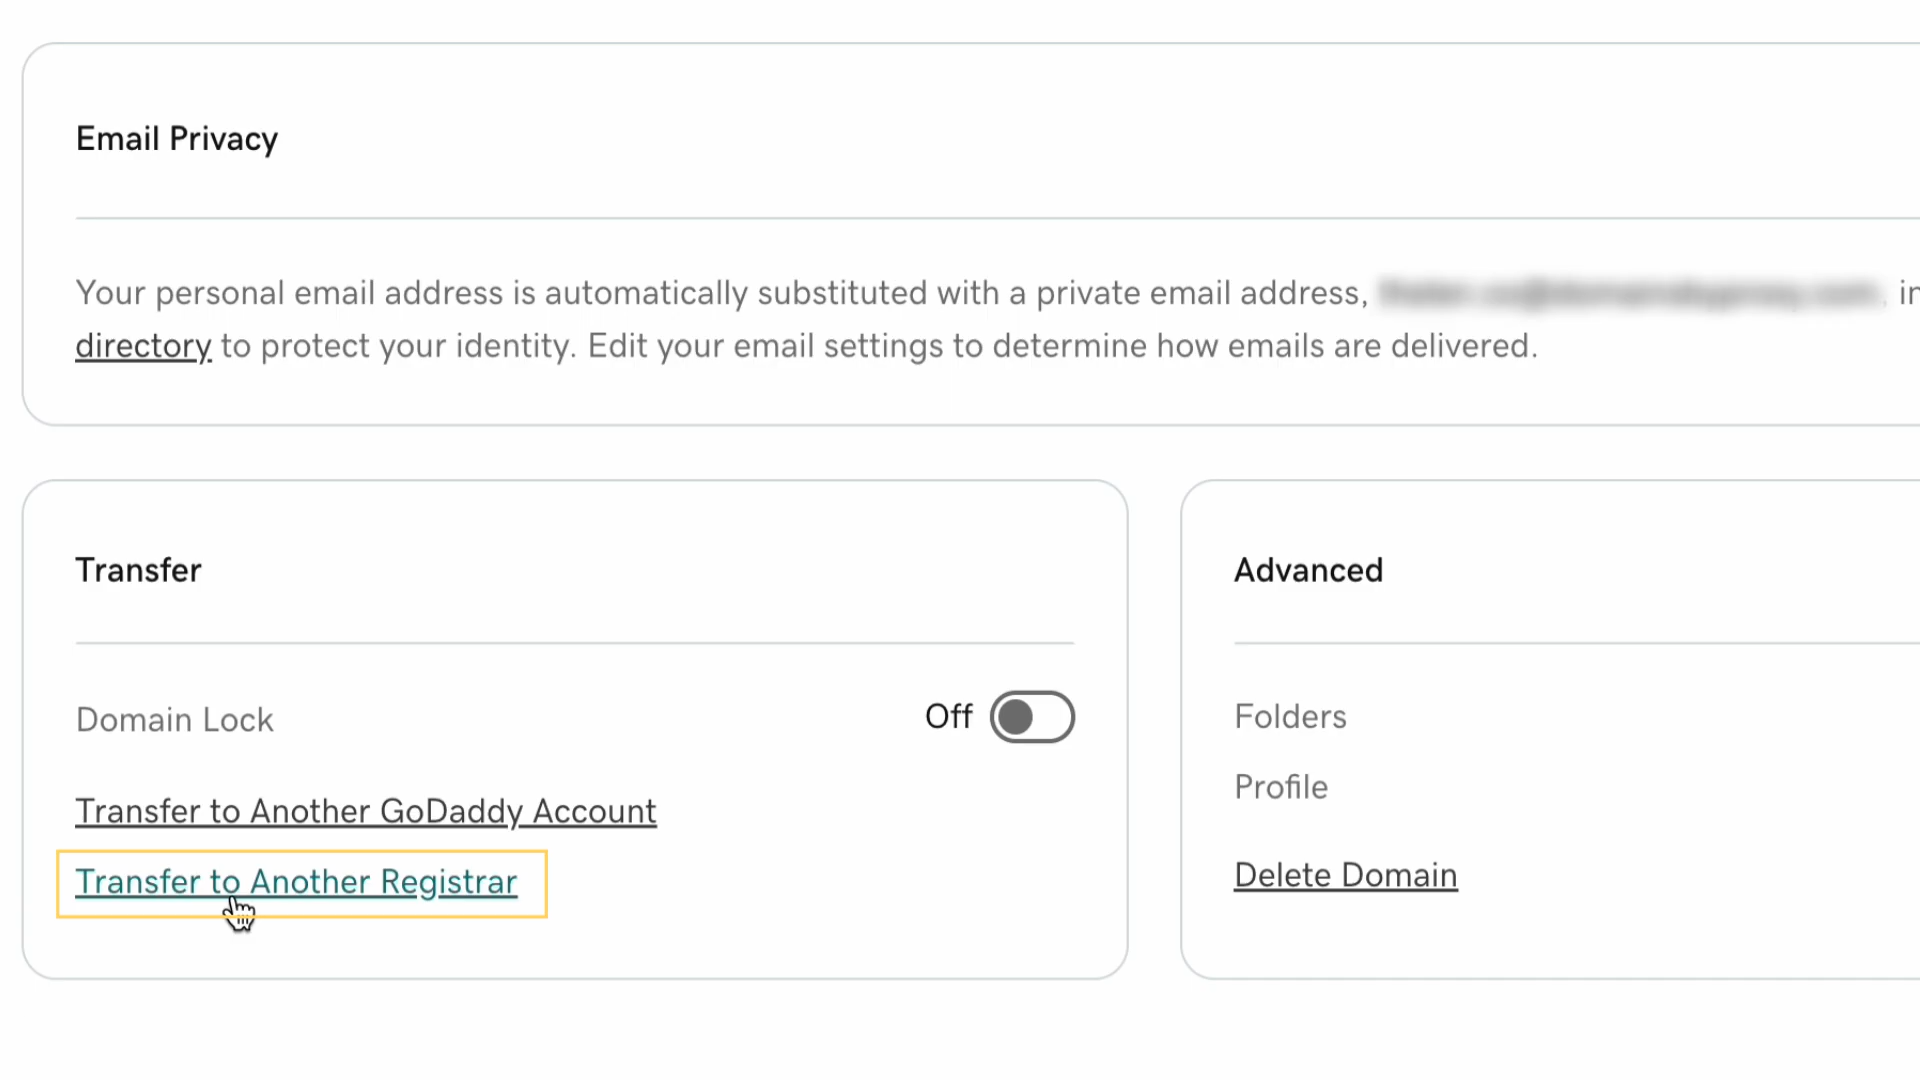 Email Privacy
Your personal email address is automatically substituted with a private email address,
directory to protect your identity. Edit your email settings to determine how emails are delivered.
Transfer
Domain Lock
Off
Transfer to Another GoDaddy Account
Transfer to Another Registrar
Advanced
Folders
Profile
Delete Domain